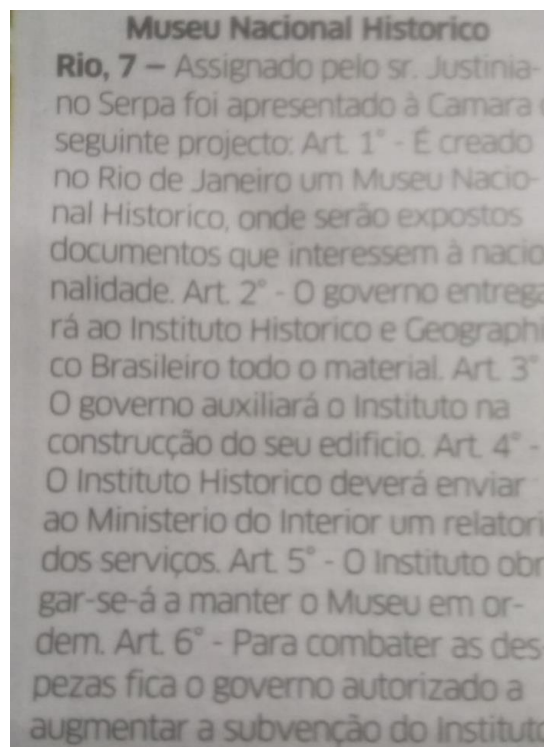 Museu Nacional Historico
Rio, 7 – Assignado pelo sr. Justinia-
no Serpa foi apresentado à Camara o
seguinte projecto: Art. 1° - É creado
no Rio de Janeiro um Museu Nacio-
nal Historico, onde serão expostos
documentos que interessem à nacio
nalidade. Art. 2° - O governo entrega
rá ao Instituto Historico e Geographi
co Brasileiro todo o material. Art. 3°
O governo auxiliará o Instituto na
construcção do seu edificio. Art. 4° -
O Instituto Historico deverá enviar
ao Ministerio do Interior um relatori
dos serviços. Art. 5° - O Instituto obr
gar-se-á a manter o Museu em or-
dem. Art. 6° - Para combater as des
pezas fica o governo autorizado a
augmentar a subvenção do Instituto